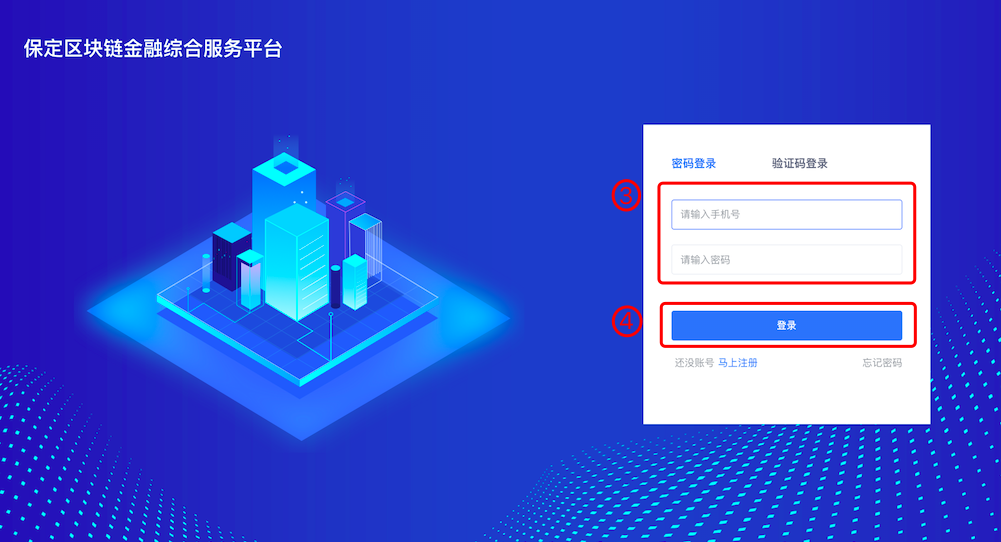 保定区块链金融综合服务平台
密码登录 验证码登录
③
请输入手机号
请输入密码
④
登录
还没账号 马上注册 忘记密码